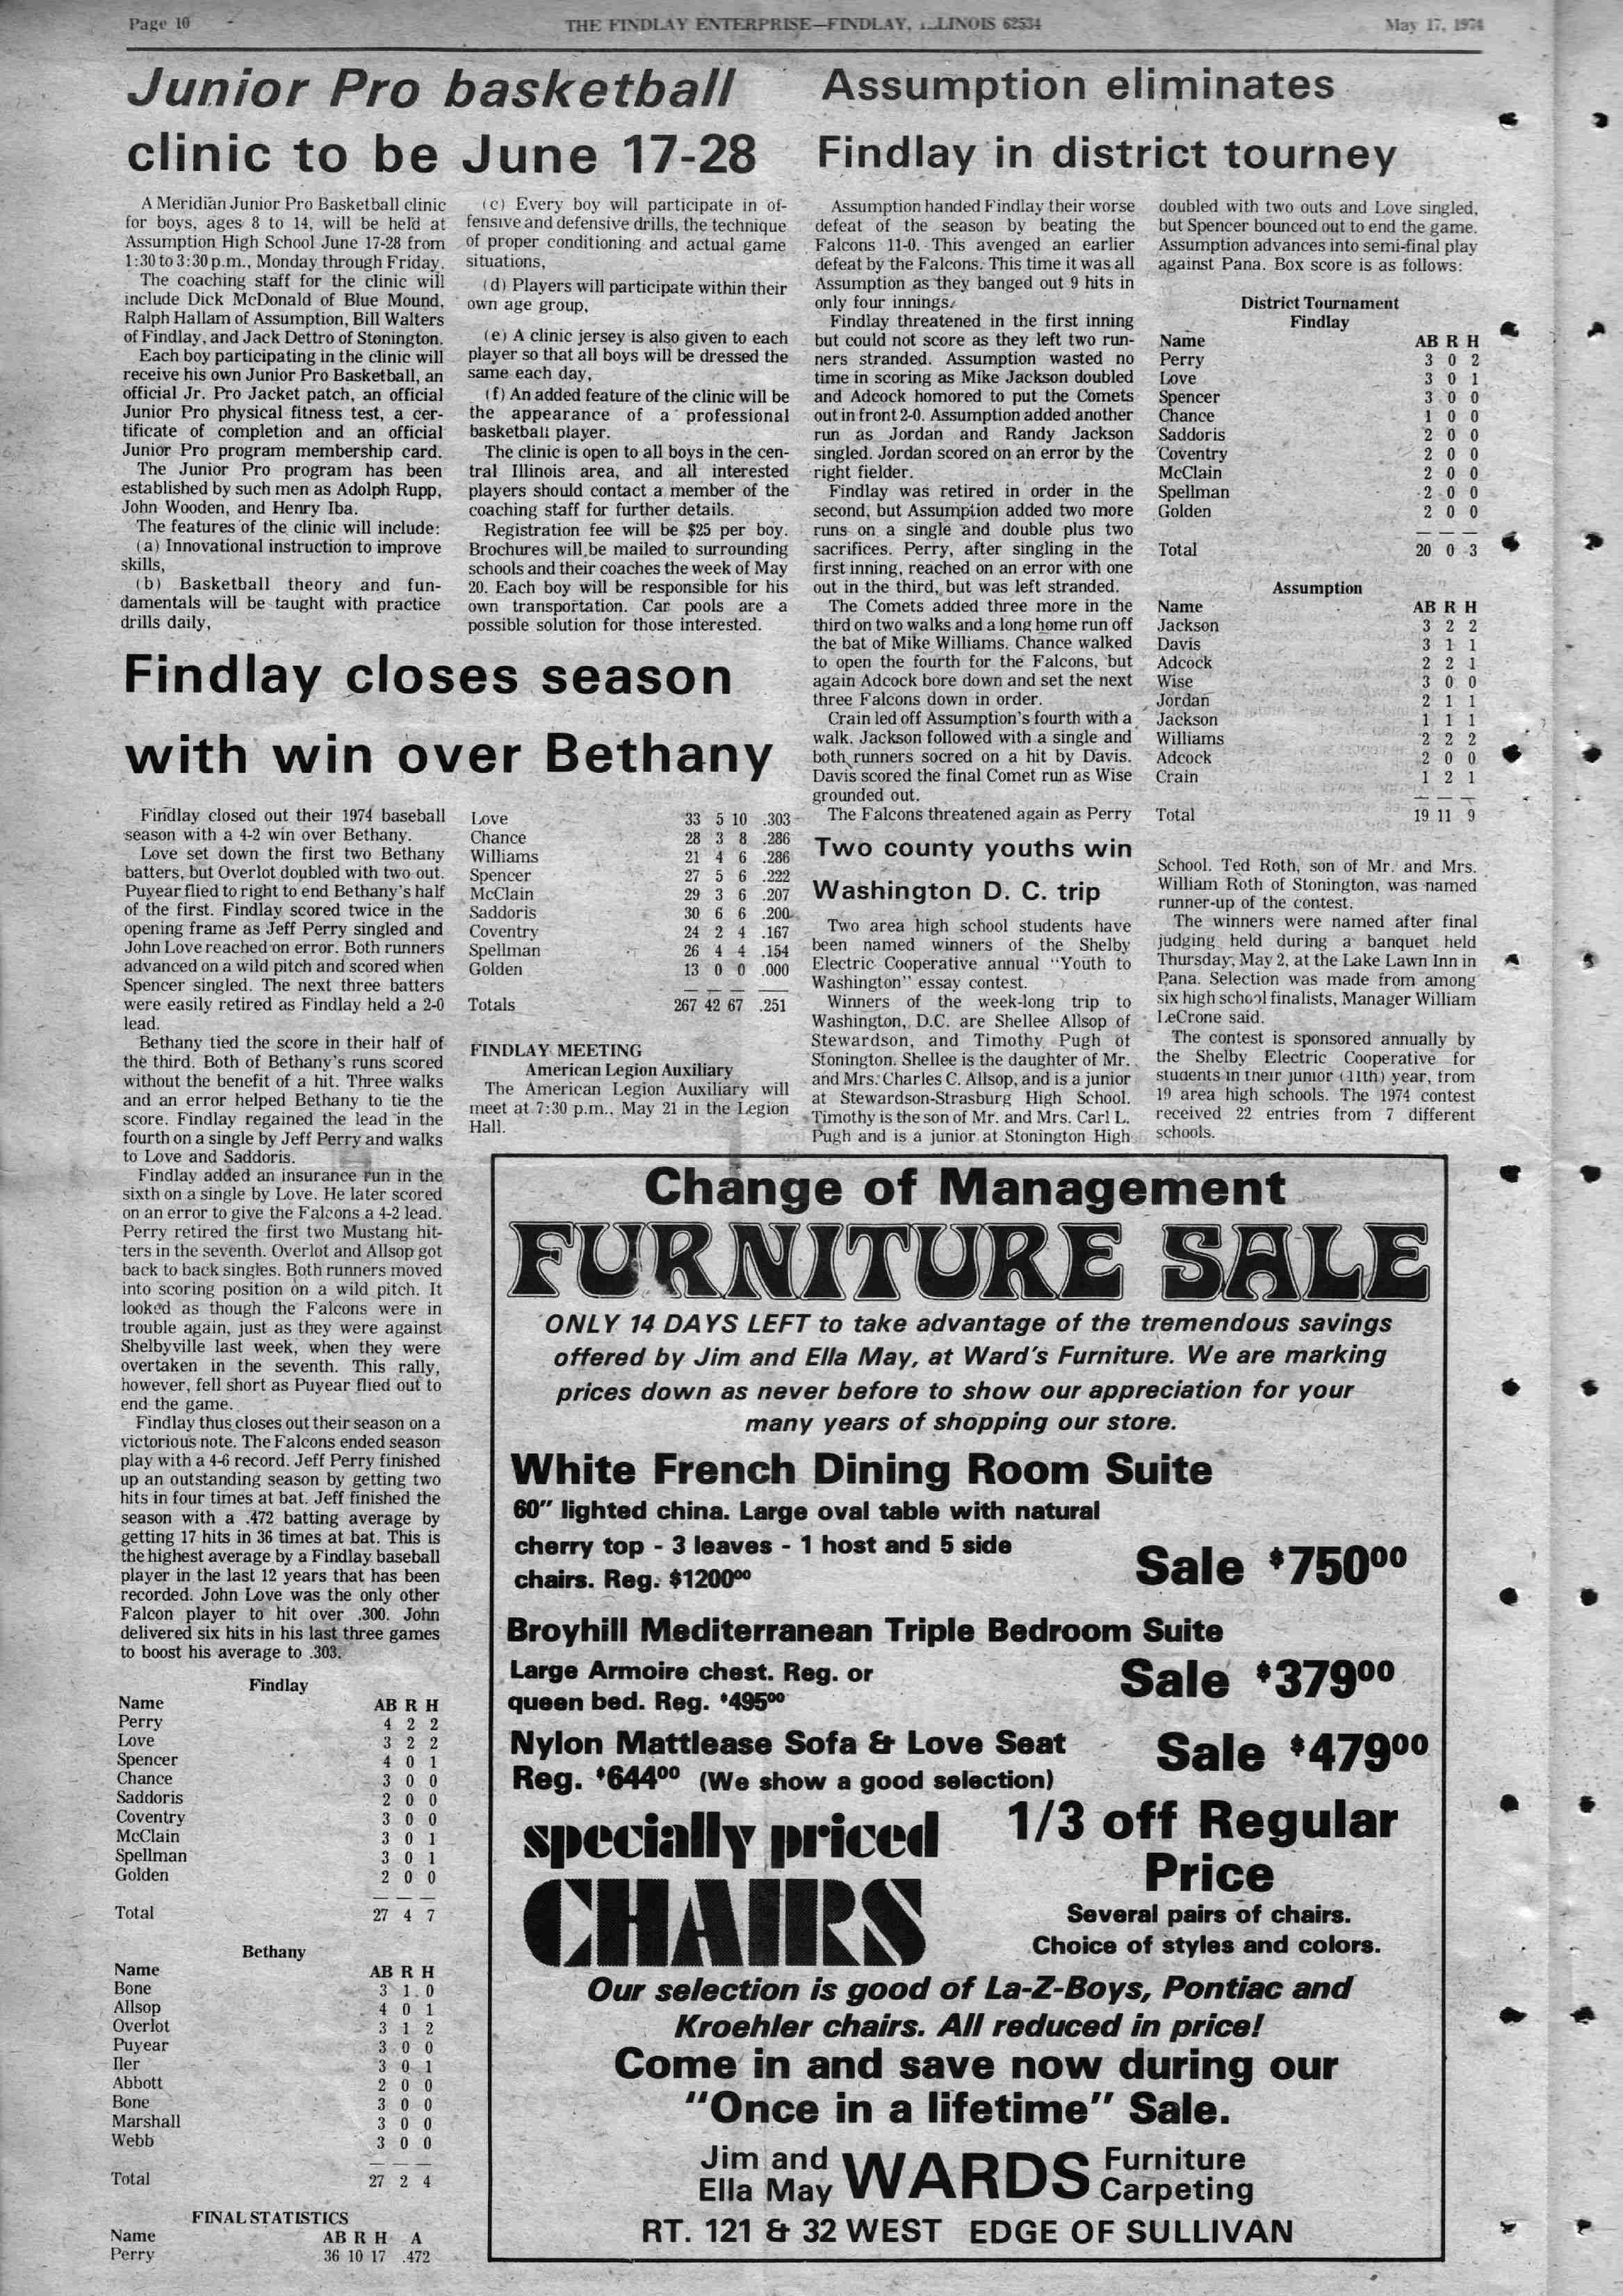 Page 10
THE FINDLAY ENTERPRISE—FINDLAY, ILLINOIS 62534
May 17, 1974
Junior Pro basketball
clinic to be June 17-28
A Meridian Junior Pro Basketball clinic
for boys, ages 8 to 14, will be held at
Assumption High School June 17-28 from
1:30 to 3:30 p.m., Monday through Friday.
The coaching staff for the clinic will
include Dick McDonald of Blue Mound,
Ralph Hallam of Assumption, Bill Walters
of Findlay, and Jack Dettro of Stonington.
Each boy participating in the clinic will
receive his own Junior Pro Basketball, an
official Jr. Pro Jacket patch, an official
Junior Pro physical fitness test, a cer-
tificate of completion and an official
Junior Pro program membership card.
The Junior Pro program has been
established by such men as Adolph Rupp,
John Wooden, and Henry Iba.
The features of the clinic will include:
(a) Innovational instruction to improve
skills,
(b) Basketball theory and fun-
damentals will be taught with practice
drills daily,
(c) Every boy will participate in of-
fensive and defensive drills, the technique
of proper conditioning and actual game
situations,
(d) Players will participate within their
own age group,
(e) A clinic jersey is also given to each
player so that all boys will be dressed the
same each day,
(f) An added feature of the clinic will be
the appearance of a professional
basketball player.
The clinic is open to all boys in the cen-
tral Illinois area, and all interested
players should contact a member of the
coaching staff for further details.
Registration fee will be $25 per boy.
Brochures will be mailed to surrounding
schools and their coaches the week of May
20. Each boy will be responsible for his
own transportation. Car pools are a
possible solution for those interested.
Findlay closes season
with win over Bethany
Findlay closed out their 1974 baseball
season with a 4-2 win over Bethany.
Love set down the first two Bethany
batters, but Overlot doubled with two out.
Puyear flied to right to end Bethany's half
of the first. Findlay scored twice in the
opening frame as Jeff Perry singled and
John Love reached on error. Both runners
advanced on a wild pitch and scored when
Spencer singled. The next three batters
were easily retired as Findlay held a 2-0
lead.
Bethany tied the score in their half of
the third. Both of Bethany's runs scored
without the benefit of a hit. Three walks
and an error helped Bethany to tie the
score. Findlay regained the lead in the
fourth on a single by Jeff Perry and walks
to Love and Saddoris.
Findlay added an insurance run in the
sixth on a single by Love. He later scored
on an error to give the Falcons a 4-2 lead.
Perry retired the first two Mustang hit-
ters in the seventh. Overlot and Allsop got
back to back singles. Both runners moved
into scoring position on a wild pitch. It
looked as though the Falcons were in
trouble again, just as they were against
Shelbyville last week, when they were
overtaken in the seventh. This rally,
however, fell short as Puyear flied out to
end the game.
Findlay thus closes out their season on a
victorious note. The Falcons ended season
play with a 4-6 record. Jeff Perry finished
up an outstanding season by getting two
hits in four times at bat. Jeff finished the
season with a .472 batting average by
getting 17 hits in 36 times at bat. This is
the highest average by a Findlay baseball
player in the last 12 years that has been
recorded. John Love was the only other
Falcon player to hit over .300. John
delivered six hits in his last three games
to boost his average to .303.
Findlay
Name AB R H
Perry 4 2 2
Love 3 2 2
Spencer 4 0 1
Chance 3 0 0
Saddoris 2 0 0
Coventry 3 0 0
McClain 3 0 1
Spellman 3 0 1
Golden 2 0 0
Total 27 4 7
Bethany
Name AB R H
Bone 3 1 0
Allsop 4 0 1
Overlot 3 1 2
Puyear 3 0 0
Iler 3 0 1
Abbott 2 0 0
Bone 3 0 0
Marshall 3 0 0
Webb 3 0 0
Total 27 2 4
FINAL STATISTICS
Name AB R H A
Perry 36 10 17 .472
Love 33 5 10 .303
Chance 28 3 8 .286
Williams 21 4 6 .286
Spencer 27 5 6 .222
McClain 29 3 6 .207
Saddoris 30 6 6 .200
Coventry 24 2 4 .167
Spellman 26 4 4 .154
Golden 13 0 0 .000
Totals 267 42 67 .251
FINDLAY MEETING
American Legion Auxiliary
The American Legion Auxiliary will
meet at 7:30 p.m., May 21 in the Legion
Hall.
Assumption eliminates
Findlay in district tourney
Assumption handed Findlay their worse
defeat of the season by beating the
Falcons 11-0. This avenged an earlier
defeat by the Falcons. This time it was all
Assumption as they banged out 9 hits in
only four innings.
Findlay threatened in the first inning
but could not score as they left two run-
ners stranded. Assumption wasted no
time in scoring as Mike Jackson doubled
and Adcock homored to put the Comets
out in front 2-0. Assumption added another
run as Jordan and Randy Jackson
singled. Jordan scored on an error by the
right fielder.
Findlay was retired in order in the
second, but Assumption added two more
runs on a single and double plus two
sacrifices. Perry, after singling in the
first inning, reached on an error with one
out in the third, but was left stranded.
The Comets added three more in the
third on two walks and a long home run off
the bat of Mike Williams. Chance walked
to open the fourth for the Falcons, but
again Adcock bore down and set the next
three Falcons down in order.
Crain led off Assumption's fourth with a
walk. Jackson followed with a single and
both runners socred on a hit by Davis.
Davis scored the final Comet run as Wise
grounded out.
The Falcons threatened again as Perry
doubled with two outs and Love singled,
but Spencer bounced out to end the game.
Assumption advances into semi-final play
against Pana. Box score is as follows:
District Tournament
Findlay
Name AB R H
Perry 3 0 2
Love 3 0 1
Spencer 3 0 0
Chance 1 0 0
Saddoris 2 0 0
Coventry 2 0 0
McClain 2 0 0
Spellman 2 0 0
Golden 2 0 0
Total 20 0 3
Assumption
Name AB R H
Jackson 3 2 2
Davis 3 1 1
Adcock 2 2 1
Wise 3 0 0
Jordan 2 1 1
Jackson 1 1 1
Williams 2 2 2
Adcock 2 0 0
Crain 1 2 1
Total 19 11 9
Two county youths win
Washington D. C. trip
Two area high school students have
been named winners of the Shelby
Electric Cooperative annual "Youth to
Washington" essay contest.
Winners of the week-long trip to
Washington, D.C. are Shellee Allsop of
Stewardson, and Timothy Pugh of
Stonington. Shellee is the daughter of Mr.
and Mrs. Charles C. Allsop, and is a junior
at Stewardson-Strasburg High School.
Timothy is the son of Mr. and Mrs. Carl L.
Pugh and is a junior at Stonington High
School. Ted Roth, son of Mr. and Mrs.
William Roth of Stonington, was named
runner-up of the contest.
The winners were named after final
judging held during a banquet held
Thursday, May 2, at the Lake Lawn Inn in
Pana. Selection was made from among
six high school finalists, Manager William
LeCrone said.
The contest is sponsored annually by
the Shelby Electric Cooperative for
students in their junior (11th) year, from
19 area high schools. The 1974 contest
received 22 entries from 7 different
schools.
Change of Management
FURNITURE SALE
ONLY 14 DAYS LEFT to take advantage of the tremendous savings
offered by Jim and Ella May, at Ward's Furniture. We are marking
prices down as never before to show our appreciation for your
many years of shopping our store.
White French Dining Room Suite
60" lighted china. Large oval table with natural
cherry top - 3 leaves - 1 host and 5 side
chairs. Reg. $1200⁰⁰
Sale $750⁰⁰
Broyhill Mediterranean Triple Bedroom Suite
Large Armoire chest. Reg. or
queen bed. Reg. $495⁰⁰
Sale $379⁰⁰
Nylon Mattlease Sofa & Love Seat
Reg. $644⁰⁰ (We show a good selection)
Sale $479⁰⁰
specially priced
CHAIRS
1/3 off Regular
Price
Several pairs of chairs.
Choice of styles and colors.
Our selection is good of La-Z-Boys, Pontiac and
Kroehler chairs. All reduced in price!
Come in and save now during our
"Once in a lifetime" Sale.
Jim and
Ella May
WARDS
Furniture
Carpeting
RT. 121 & 32 WEST EDGE OF SULLIVAN